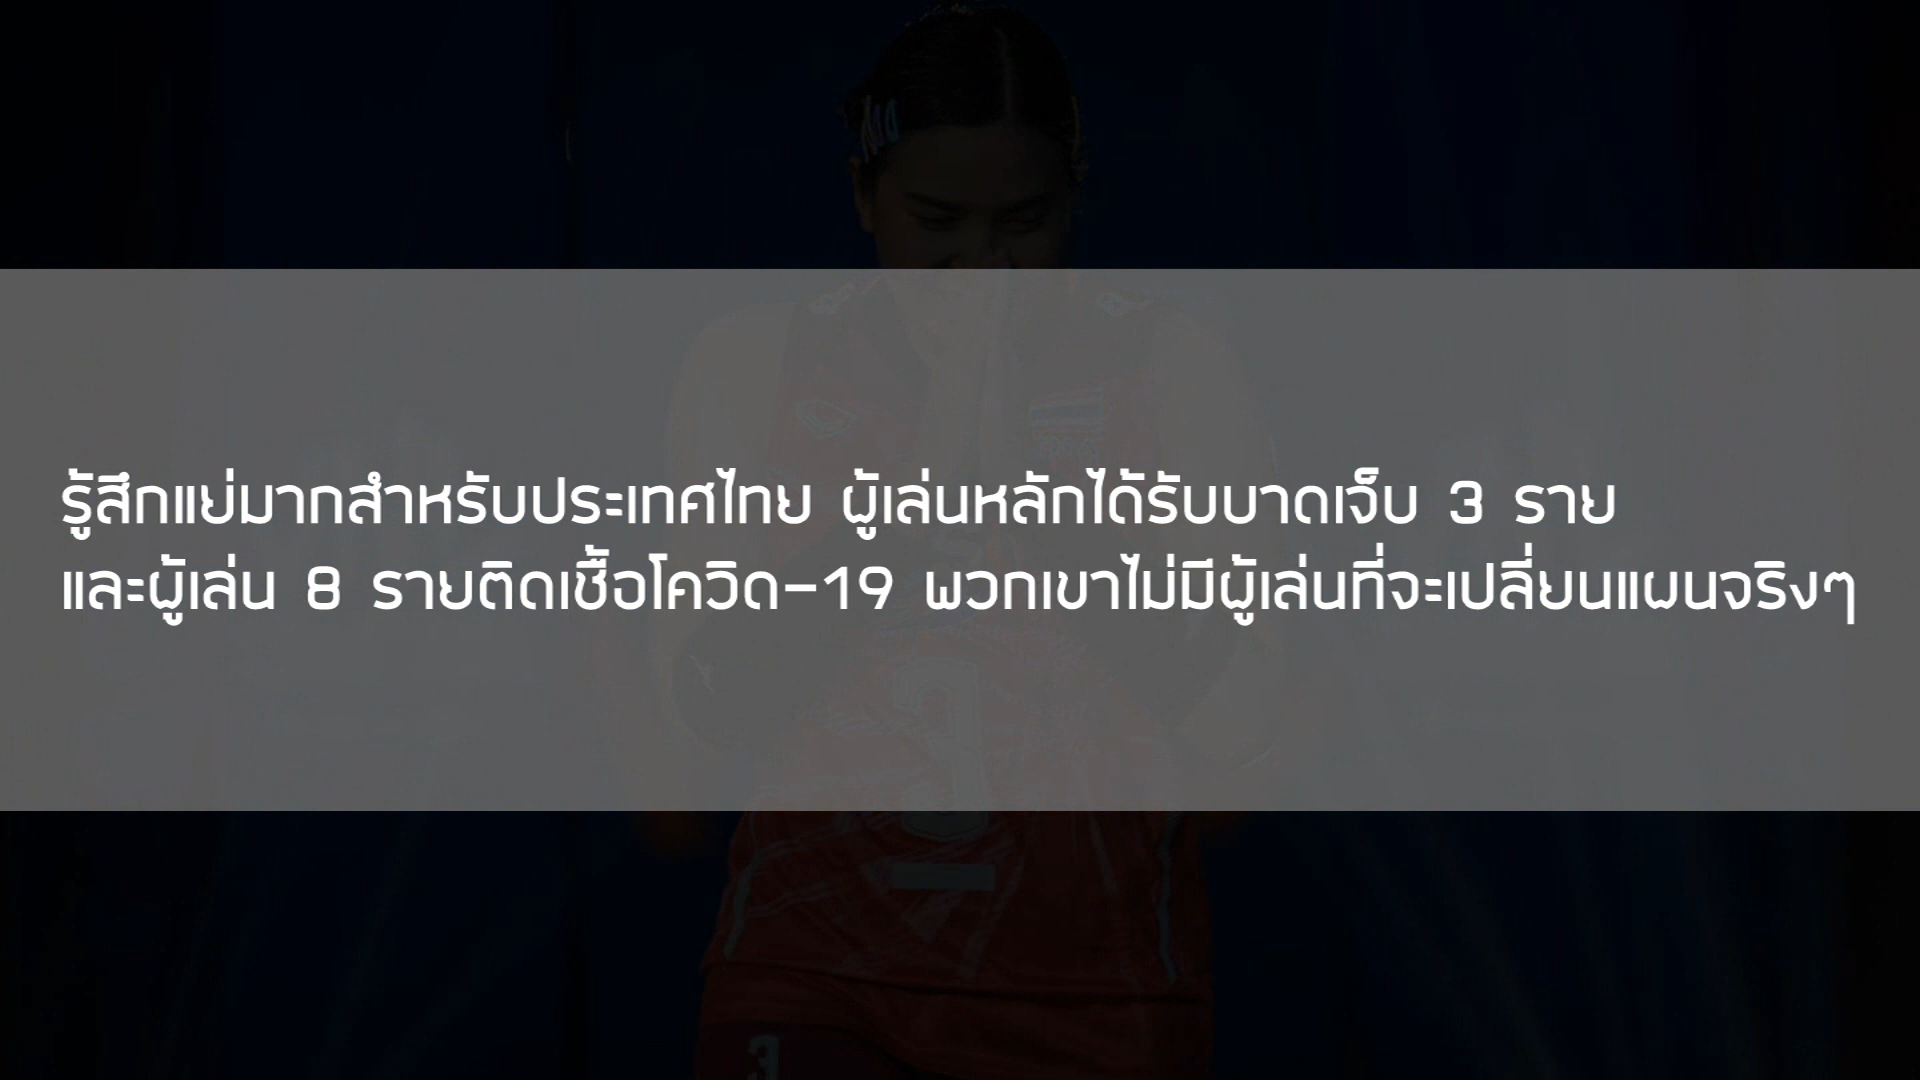 รู้สึกแย่มากสำหรับประเทศไทย ผู้เล่นหลักได้รับบาดเจ็บ 3 ราย
และผู้เล่น 8 รายติดเชื้อโควิด-19 พวกเขาไม่มีผู้เล่นที่จะเปลี่ยนแผนจริงๆ
3
3